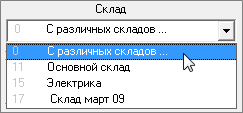 Склад
0 С различных складов ...
0 С различных складов ...
11 Основной склад
15 Электрика
17 Склад март 09